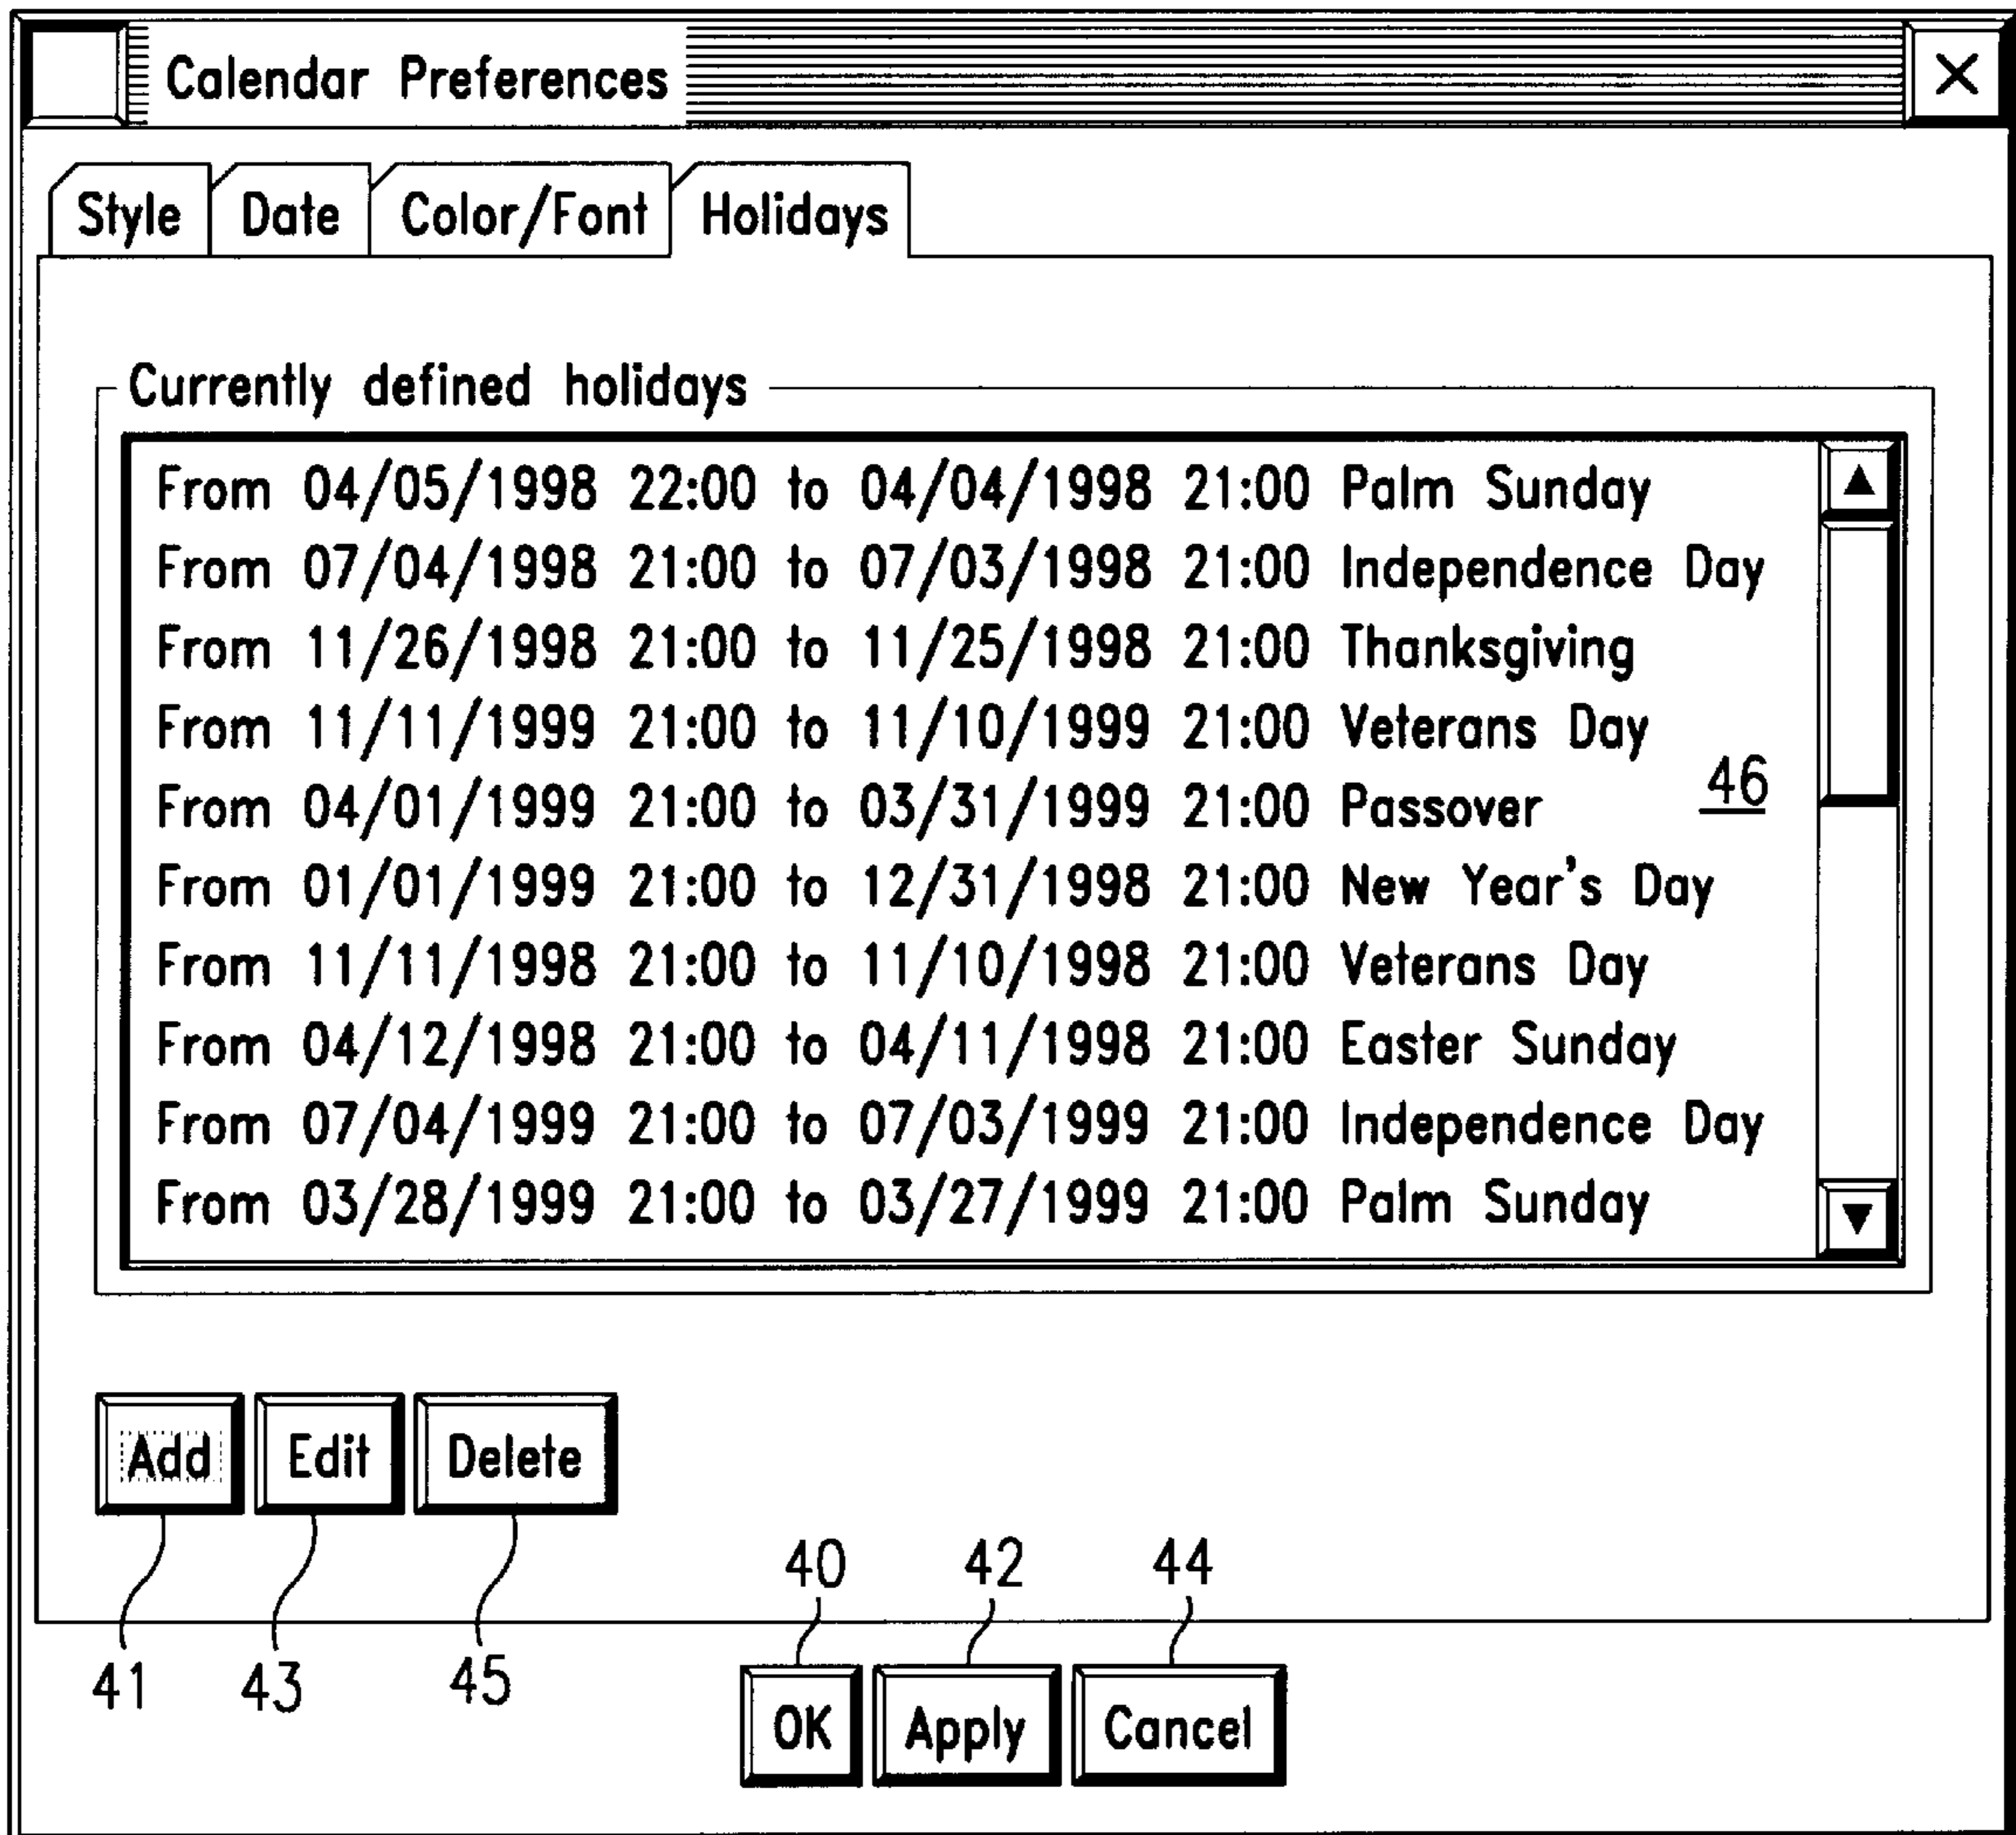 Calendar Preferences
Style Date Color/Font Holidays
Currently defined holidays
From 04/05/1998 22:00 to 04/04/1998 21:00 Palm Sunday
From 07/04/1998 21:00 to 07/03/1998 21:00 Independence Day
From 11/26/1998 21:00 to 11/25/1998 21:00 Thanksgiving
From 11/11/1999 21:00 to 11/10/1999 21:00 Veterans Day
46
From 04/01/1999 21:00 to 03/31/1999 21:00 Passover
From 01/01/1999 21:00 to 12/31/1998 21:00 New Year's Day
From 11/11/1998 21:00 to 11/10/1998 21:00 Veterans Day
From 04/12/1998 21:00 to 04/11/1998 21:00 Easter Sunday
From 07/04/1999 21:00 to 07/03/1999 21:00 Independence Day
From 03/28/1999 21:00 to 03/27/1999 21:00 Palm Sunday
Add Edit Delete
40 42 44
41 43 45
OK Apply Cancel